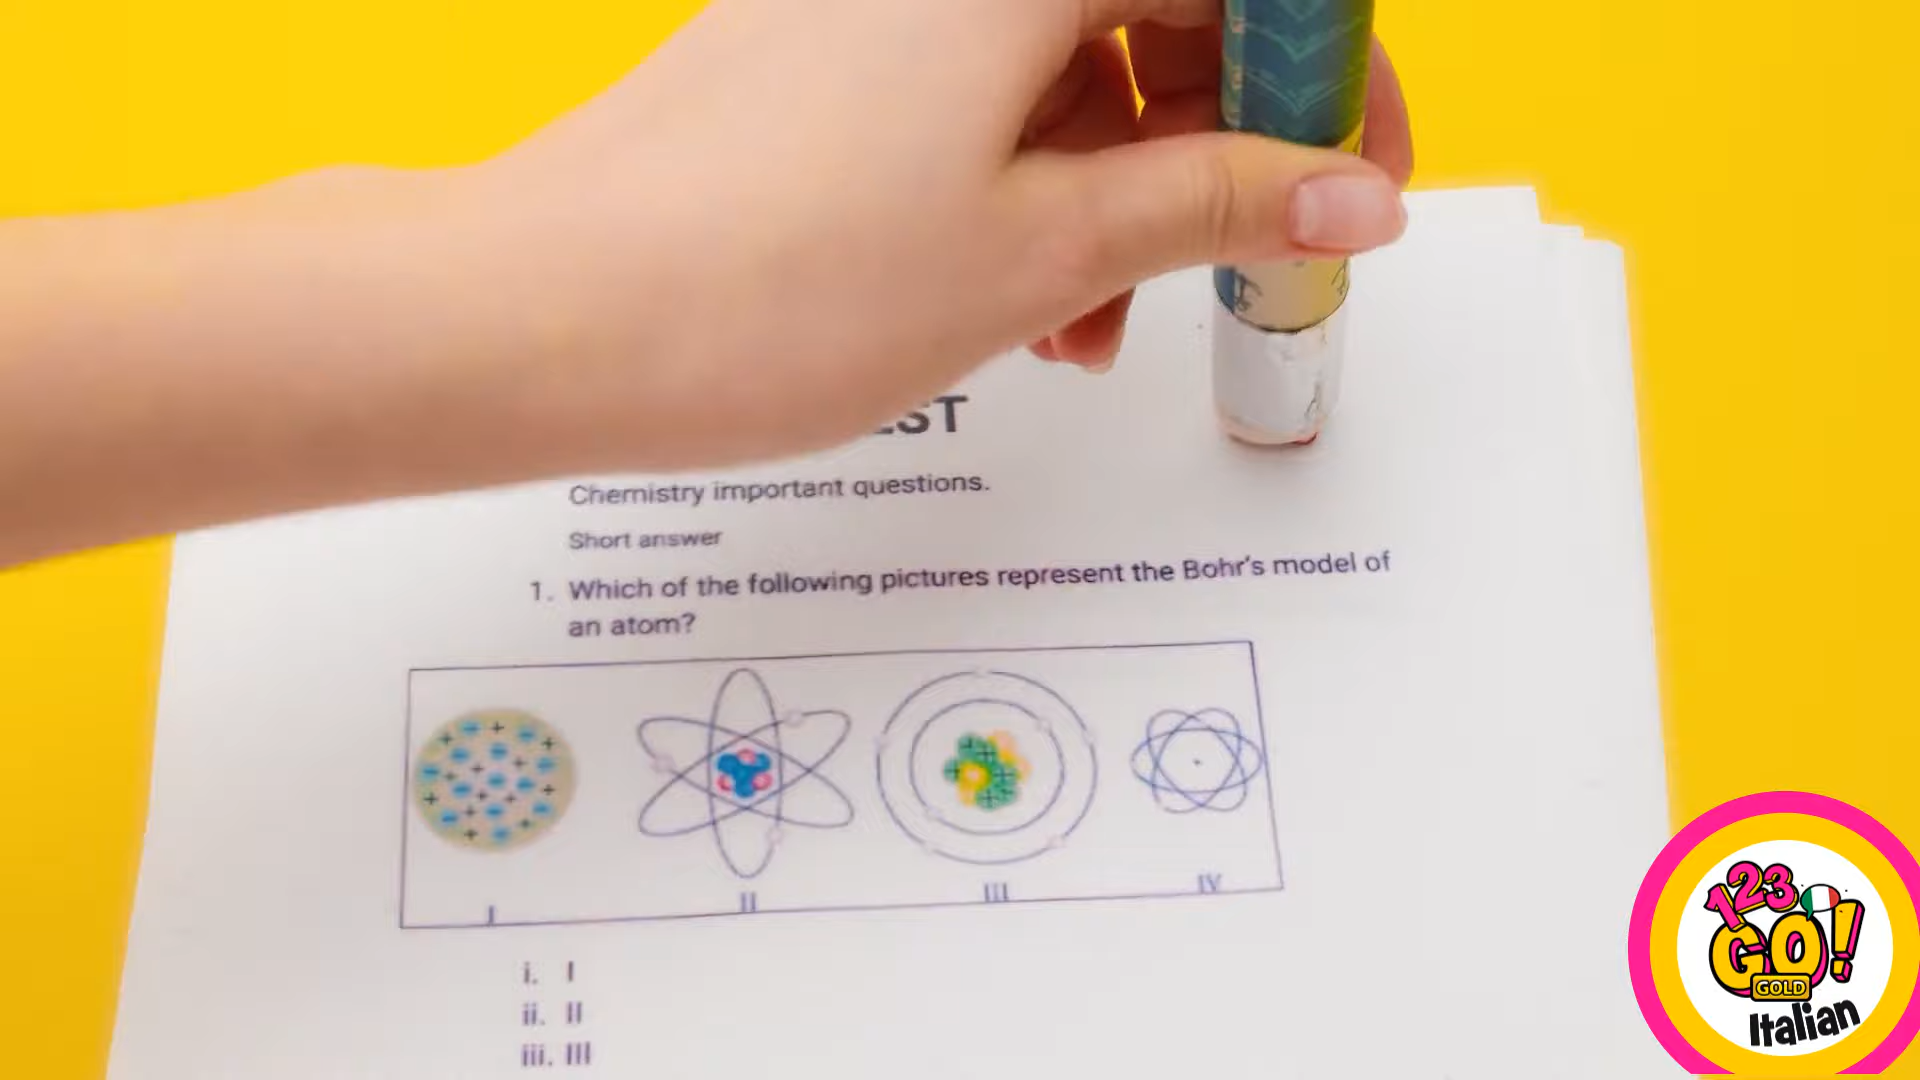 Chemistry important questions.
Short answer
1. Which of the following pictures represent the Bohr's model of
an atom?
I II III IV
i. I
ii. II
iii. III
123
GO!
GOLD
Italian